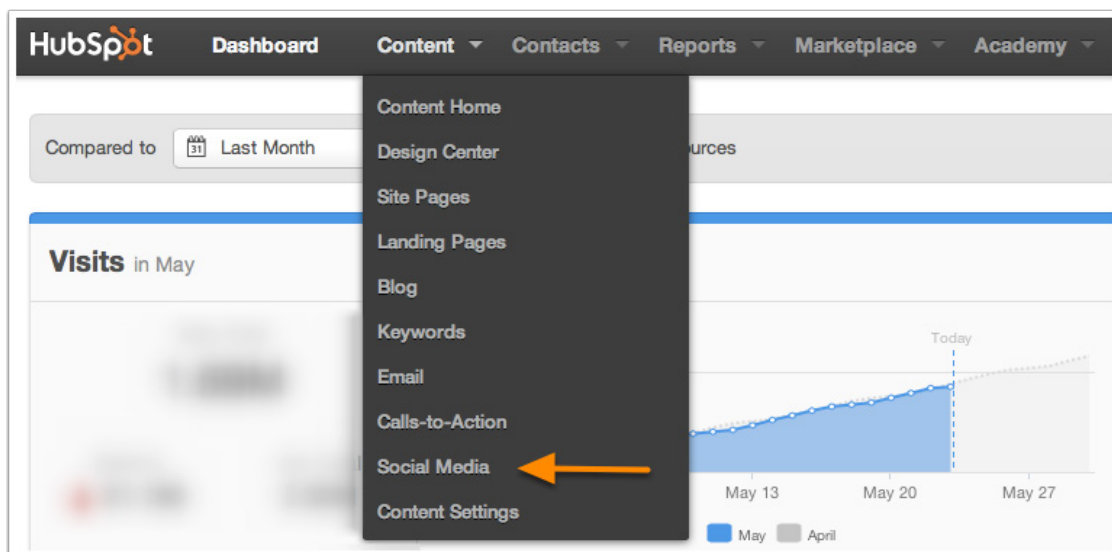 HubSpot Dashboard Content Contacts Reports Marketplace Academy
Content Home
Compared to 31 Last Month
Design Center
Site Pages
Landing Pages
Visits in May
Blog
Keywords
Today
Email
Calls-to-Action
Social Media
May 13 May 20 May 27
Content Settings
May April